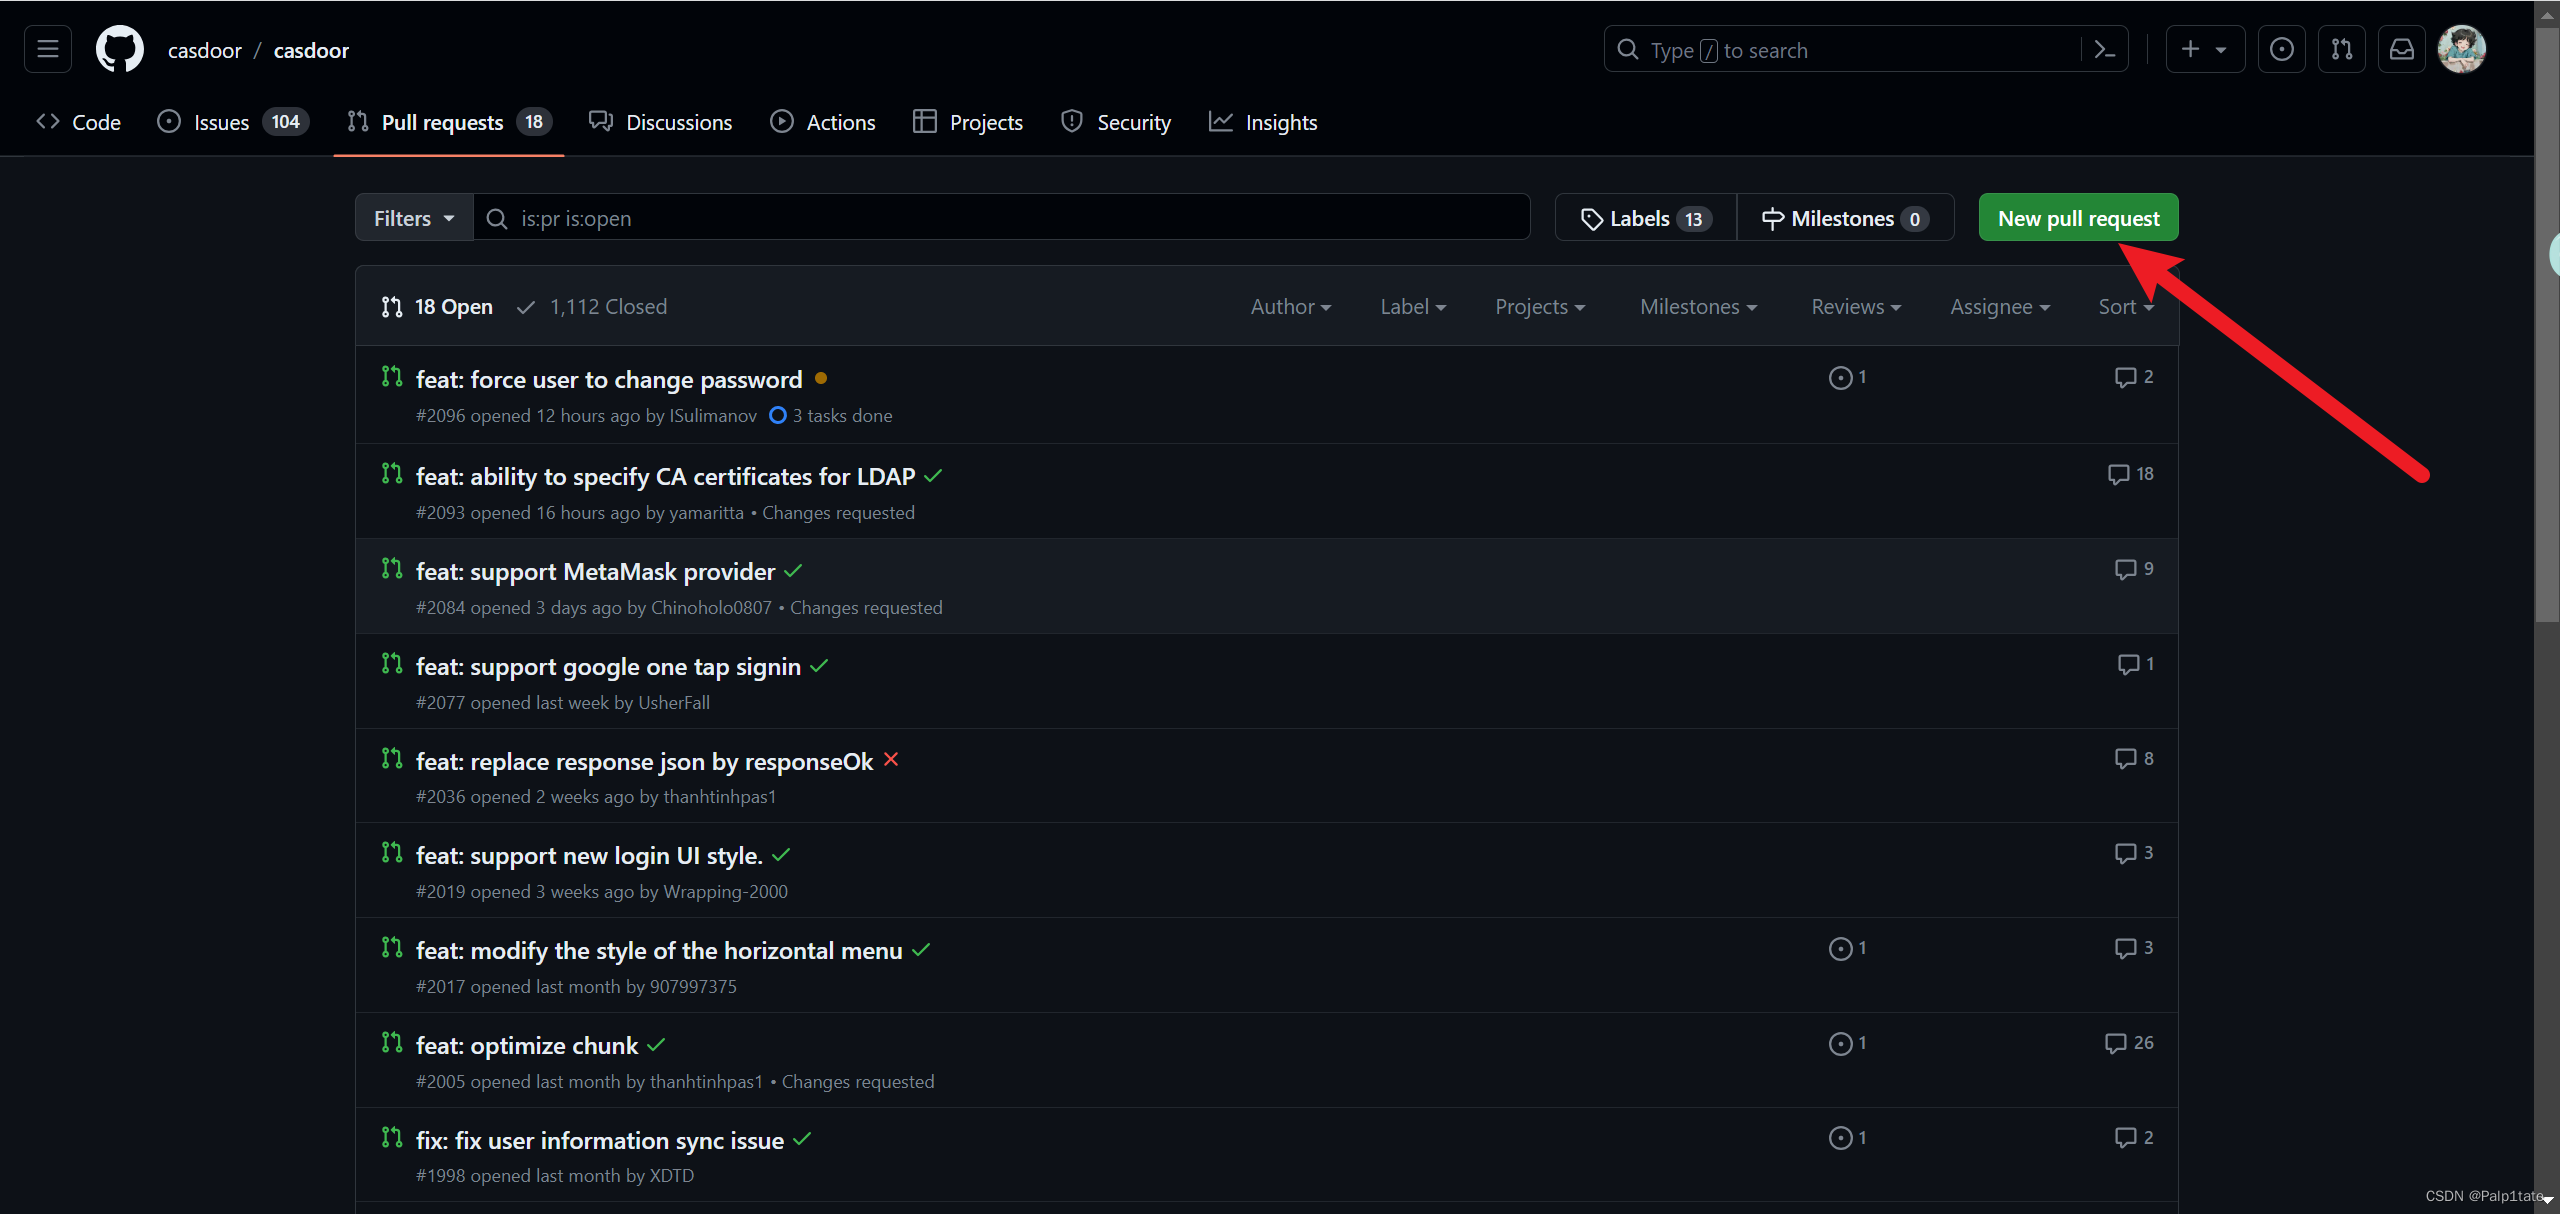 casdoor / casdoor
Type / to search
Code
Issues 104
Pull requests 18
Discussions
Actions
Projects
Security
Insights
Filters
is:pr is:open
Labels 13
Milestones 0
New pull request
18 Open
1,112 Closed
Author
Label
Projects
Milestones
Reviews
Assignee
Sort
feat: force user to change password
1
2
#2096 opened 12 hours ago by ISulimanov 3 tasks done
feat: ability to specify CA certificates for LDAP
18
#2093 opened 16 hours ago by yamaritta • Changes requested
feat: support MetaMask provider
9
#2084 opened 3 days ago by Chinoholo0807 • Changes requested
feat: support google one tap signin
1
#2077 opened last week by UsherFall
feat: replace response json by responseOk
8
#2036 opened 2 weeks ago by thanhtinhpas1
feat: support new login UI style.
3
#2019 opened 3 weeks ago by Wrapping-2000
feat: modify the style of the horizontal menu
1
3
#2017 opened last month by 907997375
feat: optimize chunk
1
26
#2005 opened last month by thanhtinhpas1 • Changes requested
fix: fix user information sync issue
1
2
#1998 opened last month by XDTD
CSDN @Palp1tate